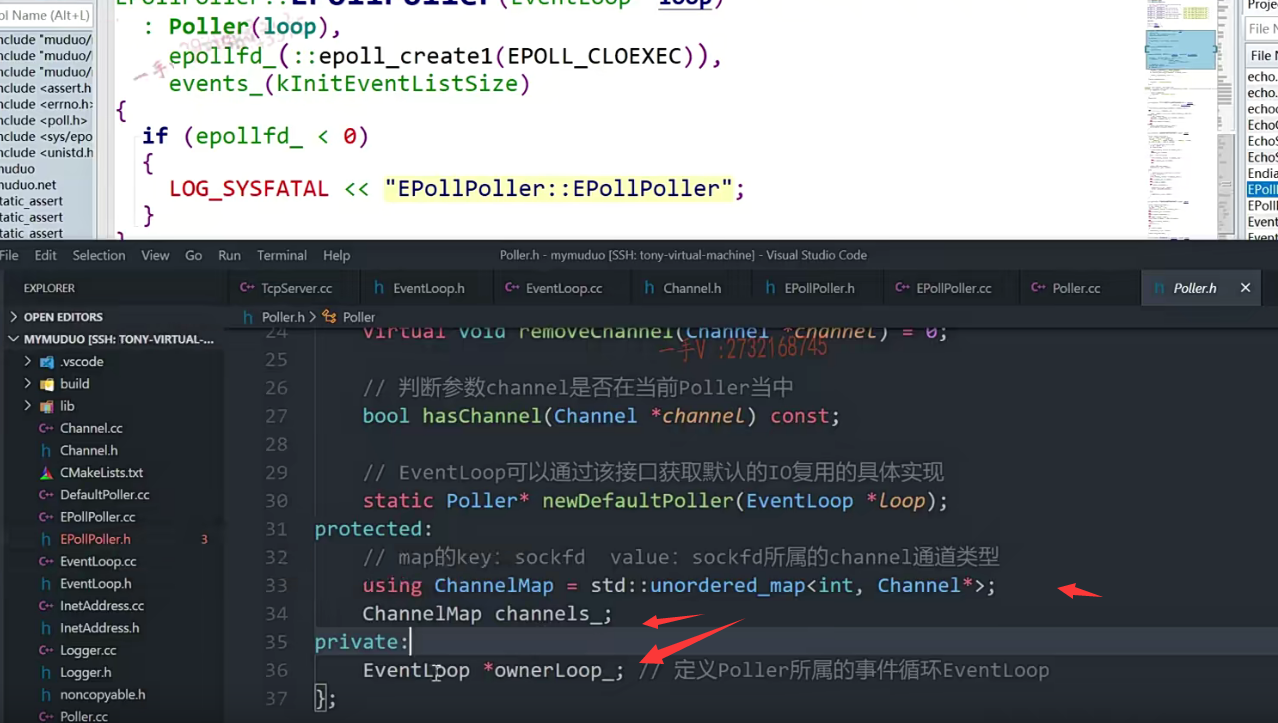 EPollPoller::EPollPoller(EventLoop* loop)
: Poller(loop),
epollfd_(::epoll_create1(EPOLL_CLOEXEC)),
events_(kInitEventListSize)
{
if (epollfd_ < 0)
{
LOG_SYSFATAL << "EPollPoller::EPollPoller";
}
ol Name (Alt+L)
nclude "muduo/
nclude "muduo/
nclude "muduo/
nclude <assert.h
nclude <errno.h>
nclude <poll.h>
nclude <sys/epo
nclude <unistd.h
muduo
muduo.net
tatic_assert
tatic_assert
tatic_assert
Proje
File N
File N
echo.
echo.
Endia
EPoll
EPoll
Event
File Edit Selection View Go Run Terminal Help
Poller.h - mymuduo [SSH: tony-virtual-machine] - Visual Studio Code
EXPLORER
TcpServer.cc EventLoop.h EventLoop.cc Channel.h EPollPoller.h EPollPoller.cc Poller.cc Poller.h
OPEN EDITORS
MYMUDUO [SSH: TONY-VIRTUAL-...
.vscode
build
lib
Channel.cc
Channel.h
CMakeLists.txt
DefaultPoller.cc
EPollPoller.cc
EPollPoller.h 3
EventLoop.cc
EventLoop.h
InetAddress.cc
InetAddress.h
Logger.cc
Logger.h
noncopyable.h
Poller.cc
Poller.h > Poller
24 virtual void removeChannel(Channel *channel) = 0;
一手V :2732168745
25
26 // 判断参数channel是否在当前Poller当中
27 bool hasChannel(Channel *channel) const;
28
29 // EventLoop可以通过该接口获取默认的IO复用的具体实现
30 static Poller* newDefaultPoller(EventLoop *loop);
31 protected:
32 // map的key：sockfd value：sockfd所属的channel通道类型
33 using ChannelMap = std::unordered_map<int, Channel*>;
34 ChannelMap channels_;
35 private:
36 EventLoop *ownerLoop_; // 定义Poller所属的事件循环EventLoop
37 };